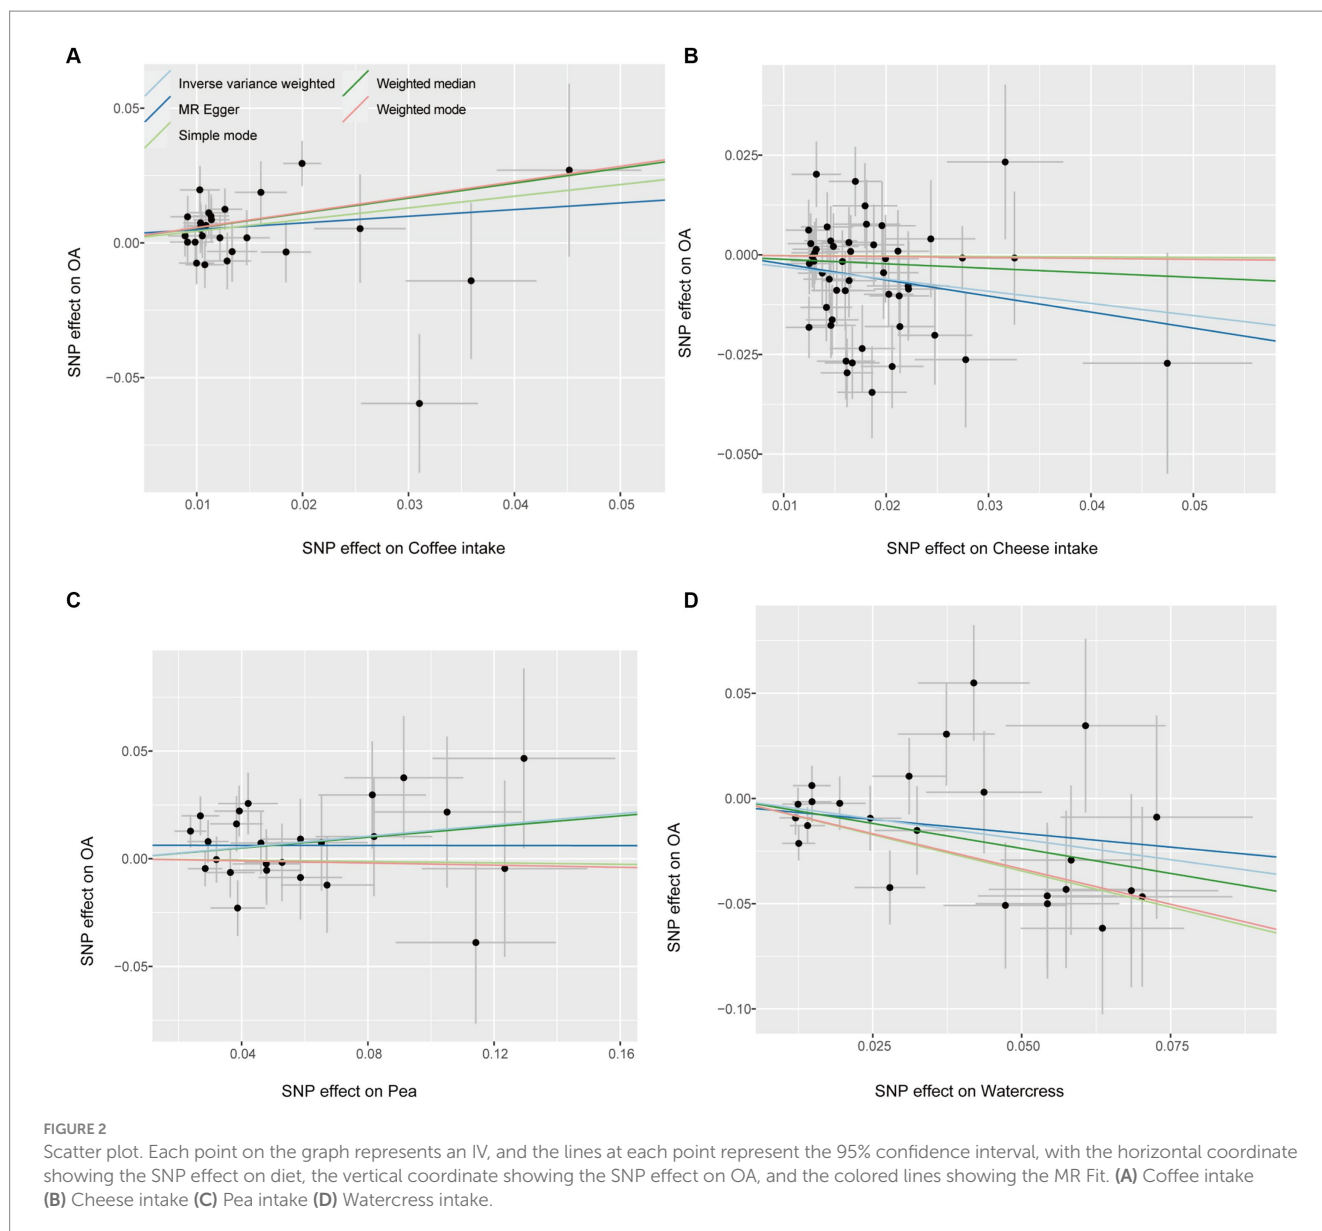 A
Inverse variance weighted
MR Egger
Simple mode
Weighted median
Weighted mode
0.05
0.00
−0.05
SNP effect on OA
0.01 0.02 0.03 0.04 0.05
SNP effect on Coffee intake
B
0.025
0.000
−0.025
−0.050
SNP effect on OA
0.01 0.02 0.03 0.04 0.05
SNP effect on Cheese intake
C
0.05
0.00
−0.05
SNP effect on OA
0.04 0.08 0.12 0.16
SNP effect on Pea
D
0.05
0.00
−0.05
−0.10
SNP effect on OA
0.025 0.050 0.075
SNP effect on Watercress
FIGURE 2
Scatter plot. Each point on the graph represents an IV, and the lines at each point represent the 95% confidence interval, with the horizontal coordinate
showing the SNP effect on diet, the vertical coordinate showing the SNP effect on OA, and the colored lines showing the MR Fit. (A) Coffee intake
(B) Cheese intake (C) Pea intake (D) Watercress intake.